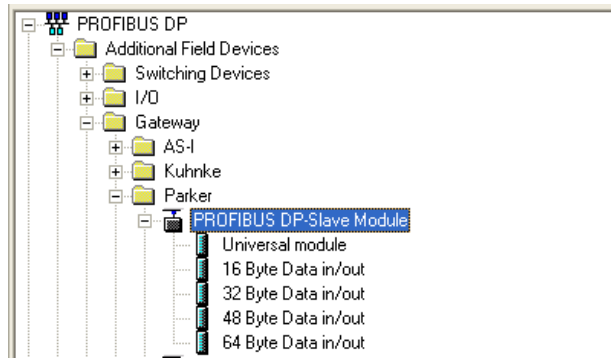 PROFIBUS DP
Additional Field Devices
Switching Devices
I/O
Gateway
AS-I
Kuhnke
Parker
PROFIBUS DP-Slave Module
Universal module
16 Byte Data in/out
32 Byte Data in/out
48 Byte Data in/out
64 Byte Data in/out